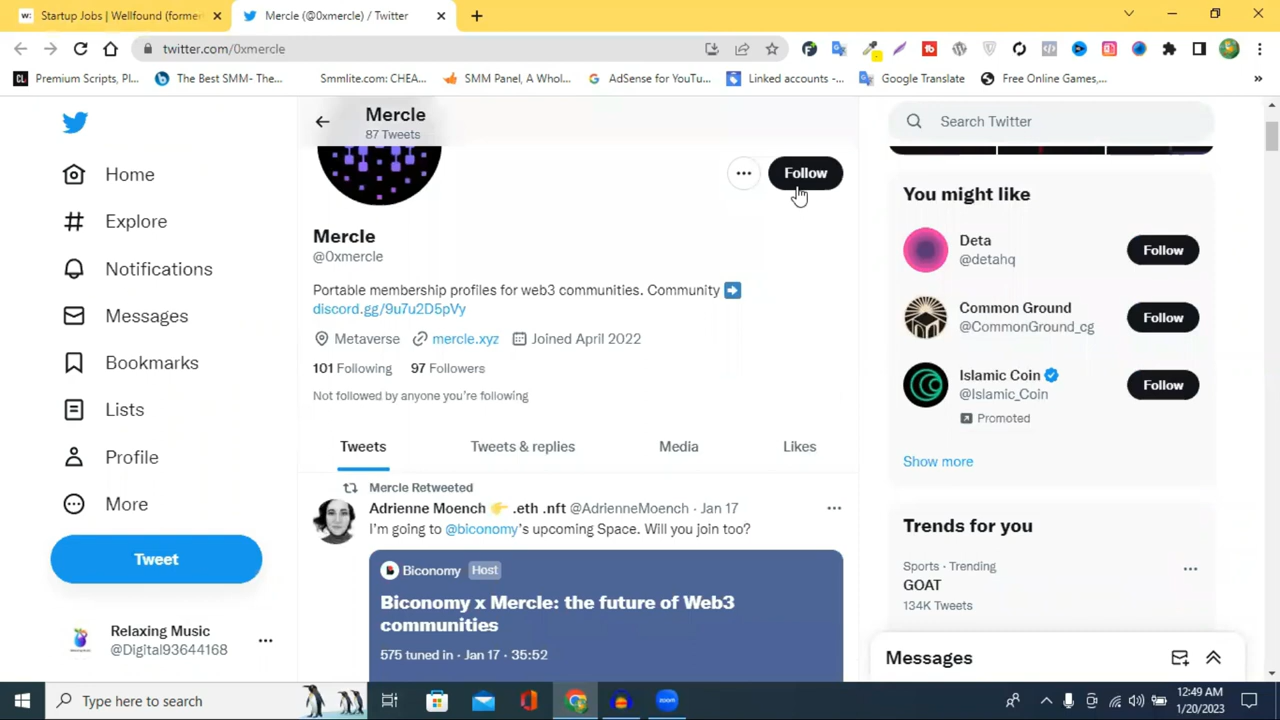 Startup Jobs | Wellfound (former
Mercle (@0xmercle) / Twitter
twitter.com/0xmercle
Premium Scripts, Pl...
The Best SMM- The...
Smmlite.com: CHEA...
SMM Panel, A Whol...
AdSense for YouTu...
Linked accounts -...
Google Translate
Free Online Games,...
»
Mercle
87 Tweets
Search Twitter
Home
Explore
Notifications
Messages
Bookmarks
Lists
Profile
More
Tweet
Relaxing Music
@Digital93644168
Follow
Mercle
@0xmercle
Portable membership profiles for web3 communities. Community ➡️
discord.gg/9u7u2D5pVy
Metaverse mercle.xyz Joined April 2022
101 Following 97 Followers
Not followed by anyone you're following
Tweets Tweets & replies Media Likes
Mercle Retweeted
Adrienne Moench 👉 .eth .nft @AdrienneMoench · Jan 17
I'm going to @biconomy's upcoming Space. Will you join too?
Biconomy Host
Biconomy x Mercle: the future of Web3
communities
575 tuned in · Jan 17 · 35:52
You might like
Deta
@detahq
Follow
Common Ground
@CommonGround_cg
Follow
Islamic Coin
@Islamic_Coin
Follow
Promoted
Show more
Trends for you
Sports · Trending
GOAT
134K Tweets
Messages
Type here to search
zoom
12:49 AM
1/20/2023